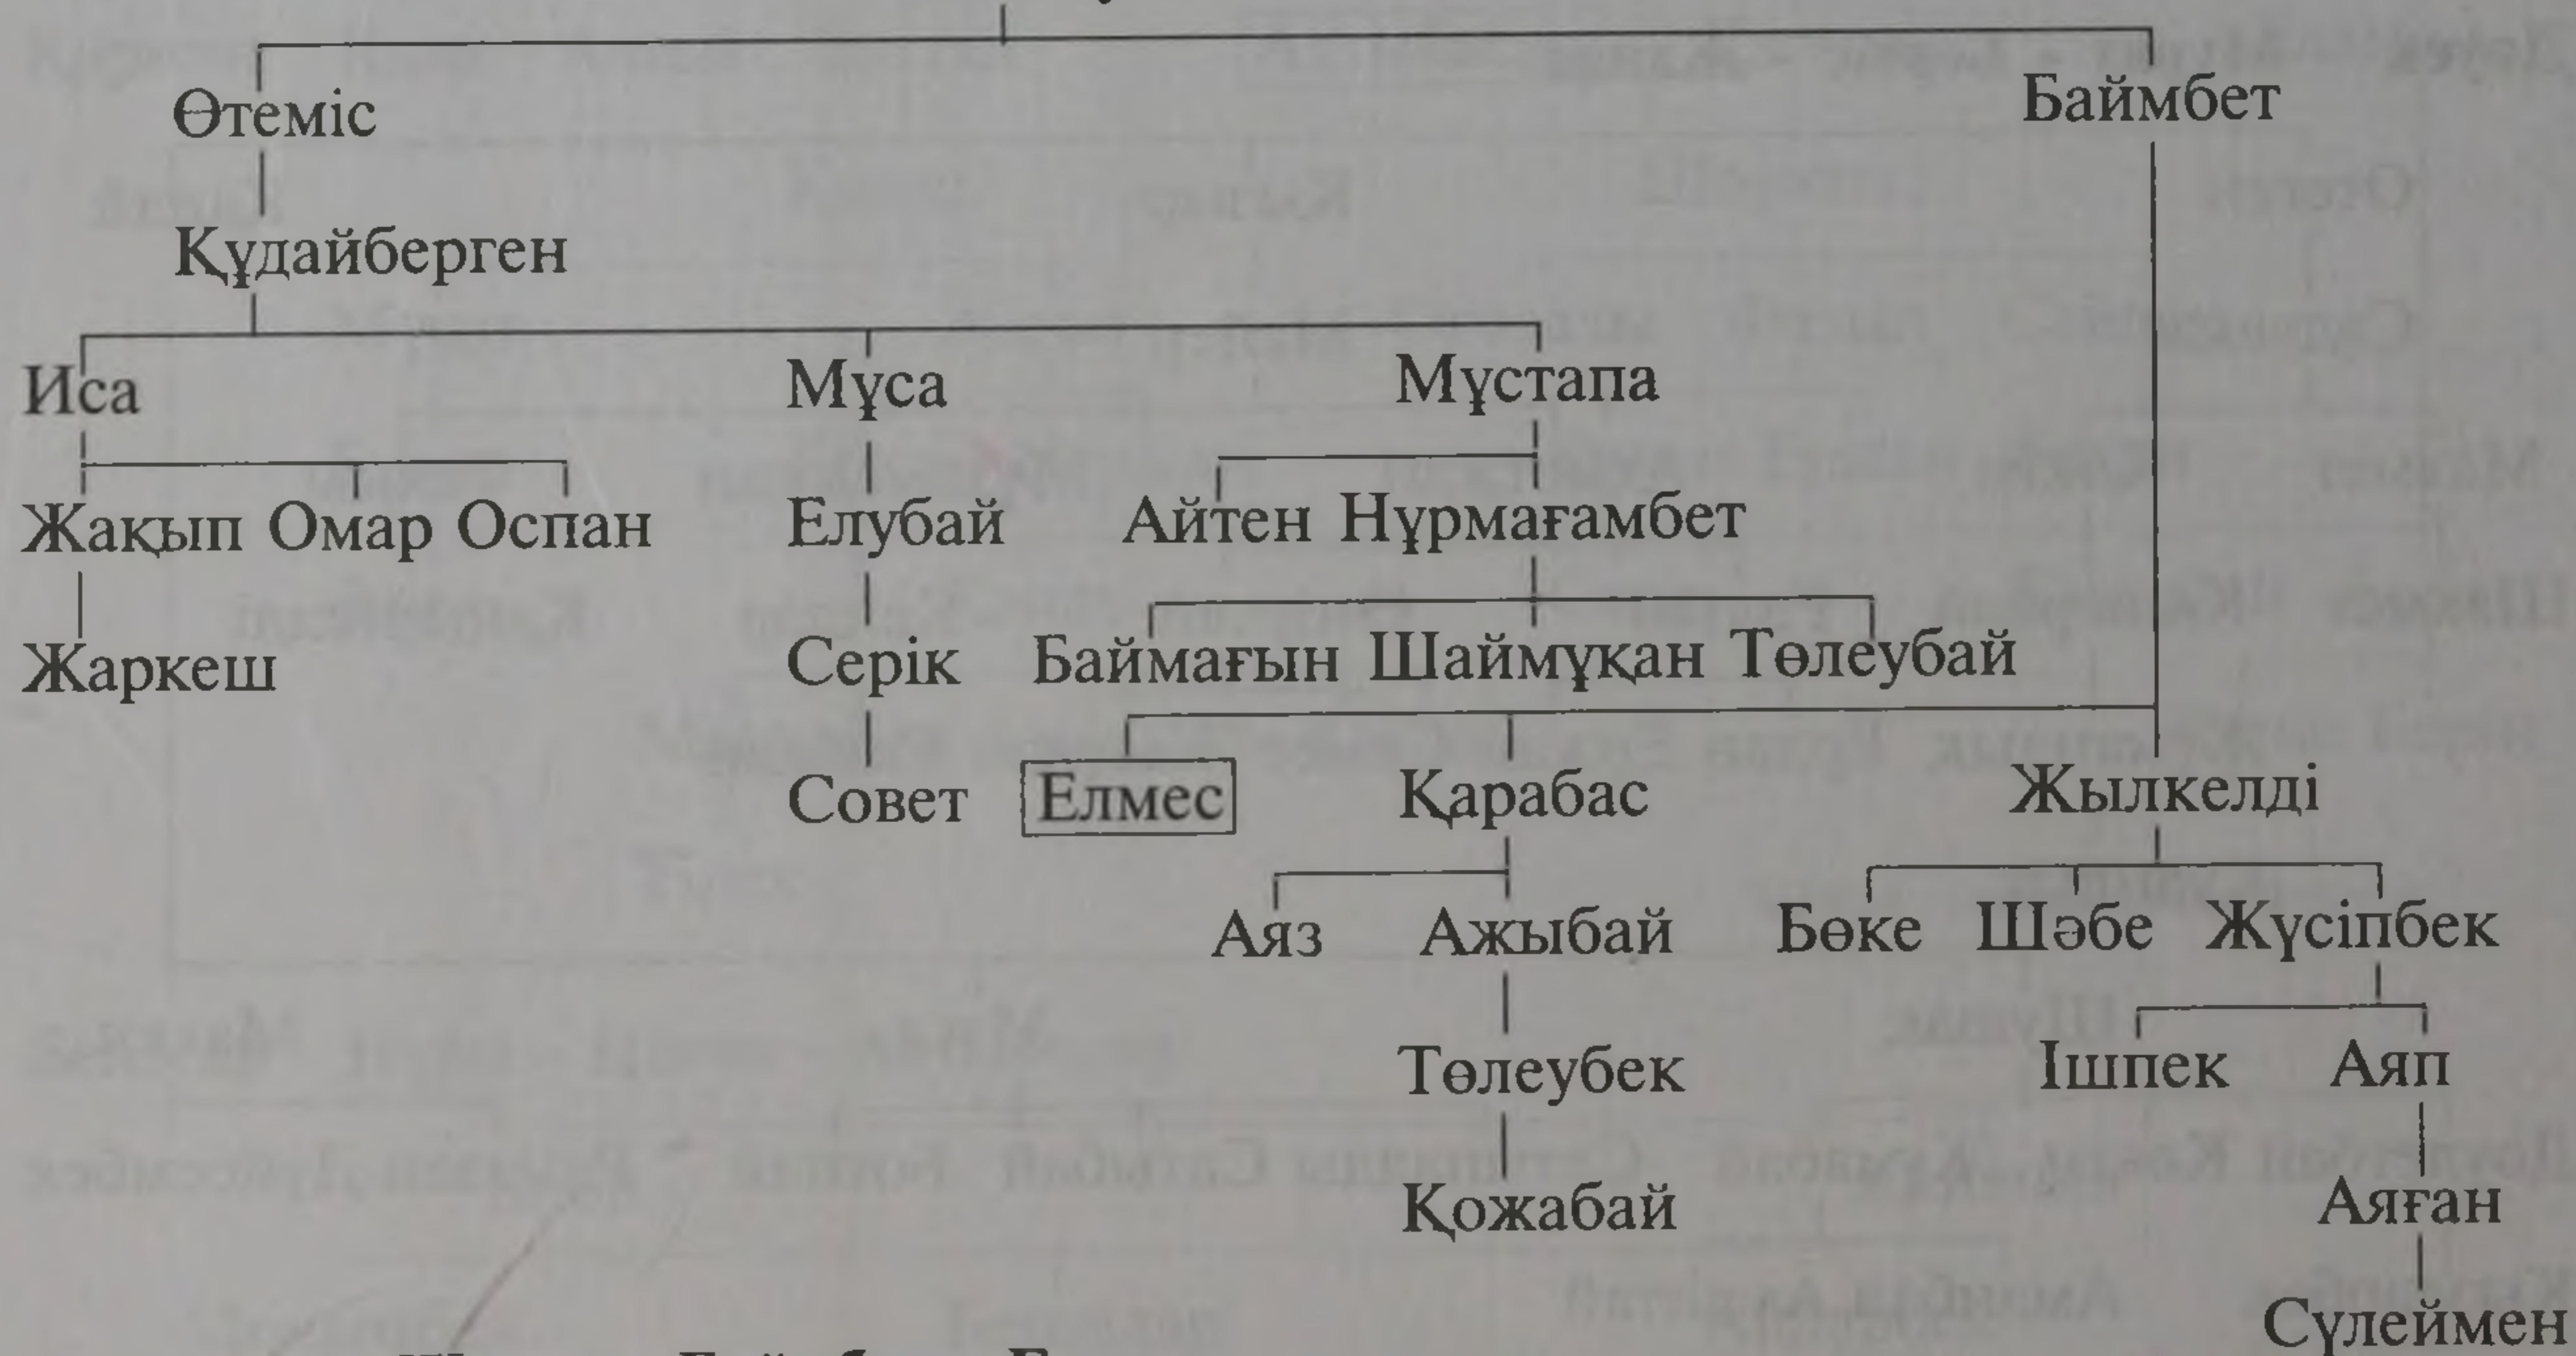 Өтеміс Баймбет
Құдайберген
Иса Мұса Мұстапа
Жақып Омар Оспан Елубай Айтен Нұрмағамбет
Жаркеш Серік Баймағын Шаймұқан Төлеубай
Совет Елмес Қарабас Жылкелді
Аяз Ажыбай Бөке Шәбе Жүсіпбек
Төлеубек Ішпек Аяп
Қожабай Аяған
Сүлеймен